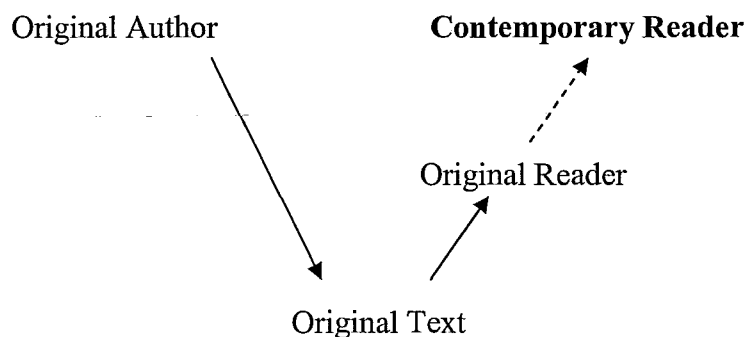 Original Author
Contemporary Reader
Original Reader
Original Text